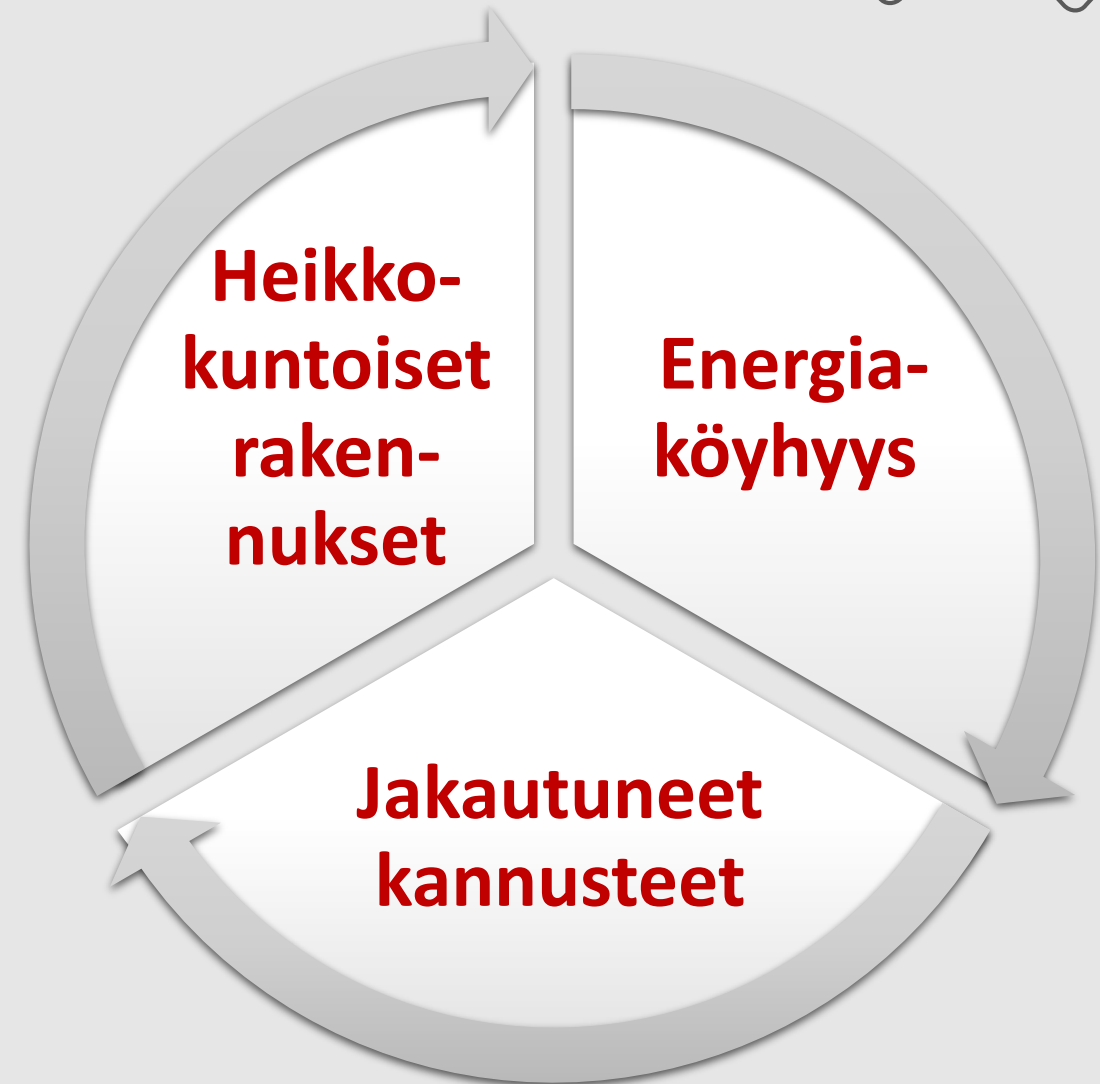 Heikko-
kuntoiset
raken-
nukset
Energia-
köyhyys
Jakautuneet
kannusteet